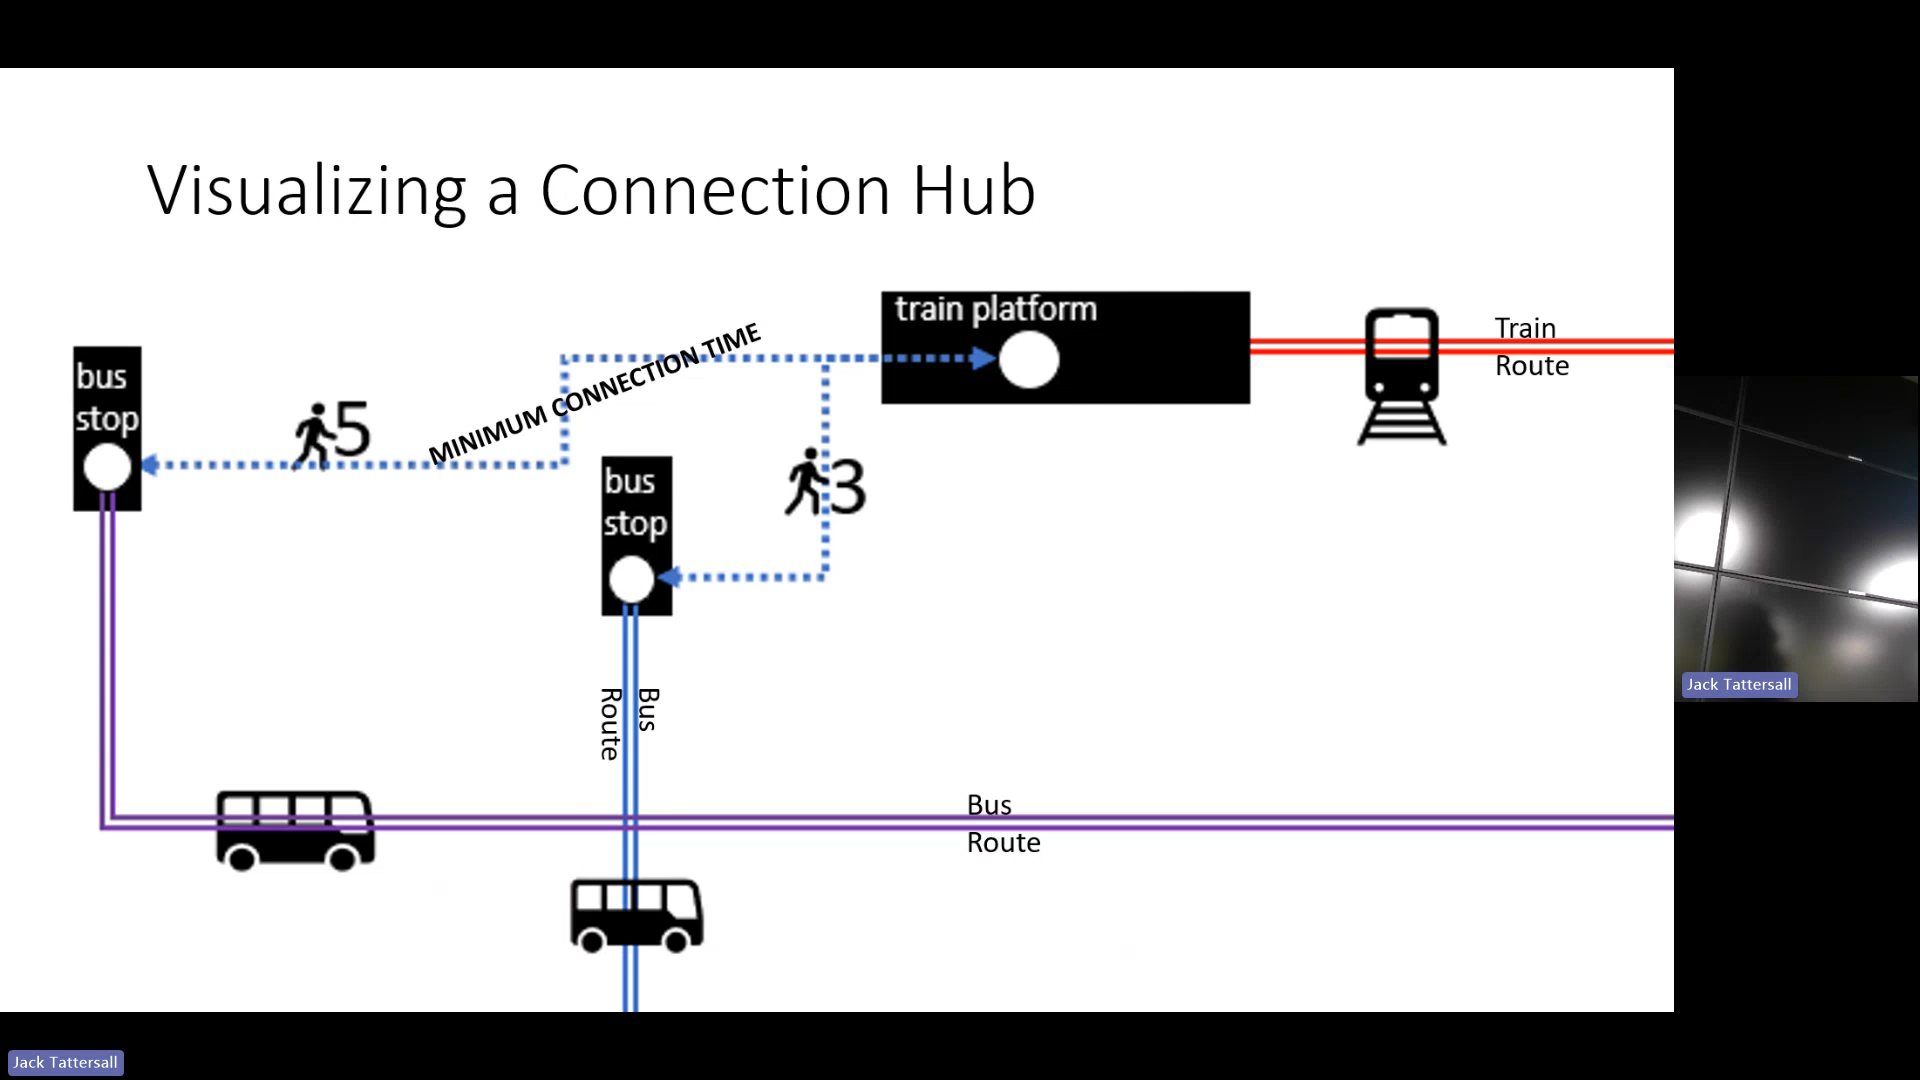 Visualizing a Connection Hub
train platform
Train
Route
bus
stop
5
MINIMUM CONNECTION TIME
bus
stop
3
Bus
Route
Bus
Route
Jack Tattersall
Jack Tattersall